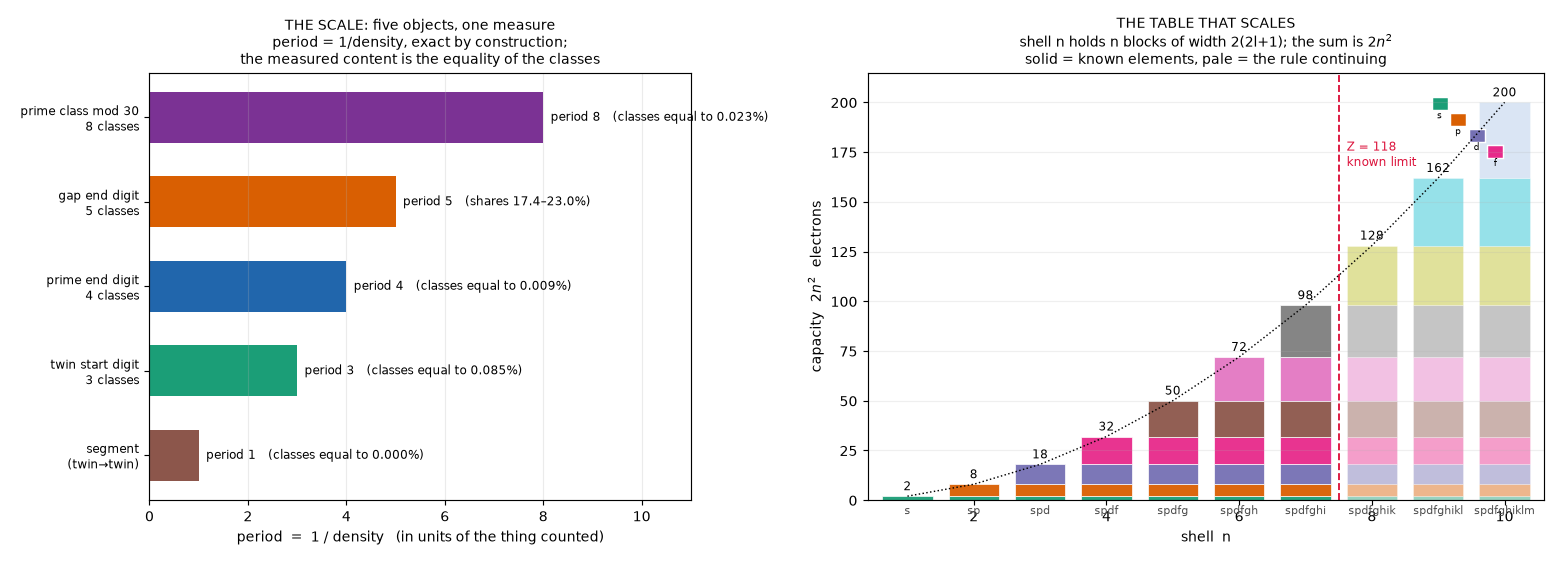 THE SCALE: five objects, one measure
period = 1/density, exact by construction;
the measured content is the equality of the classes
prime class mod 30
8 classes
period 8 (classes equal to 0.023%)
gap end digit
5 classes
period 5 (shares 17.4–23.0%)
prime end digit
4 classes
period 4 (classes equal to 0.009%)
twin start digit
3 classes
period 3 (classes equal to 0.085%)
segment
(twin→twin)
period 1 (classes equal to 0.000%)
0 2 4 6 8 10
period = 1 / density (in units of the thing counted)
THE TABLE THAT SCALES
shell n holds n blocks of width 2(2l+1); the sum is 2n²
solid = known elements, pale = the rule continuing
capacity 2n² electrons
200
175
150
125
100
75
50
25
0
2
8
18
32
50
72
98
128
162
200
Z = 118
known limit
s
p
d
f
s sp spd spdf spdfg spdfgh spdfghi spdfghik spdfghikl spdfghiklm
2 4 6 8 10
shell n